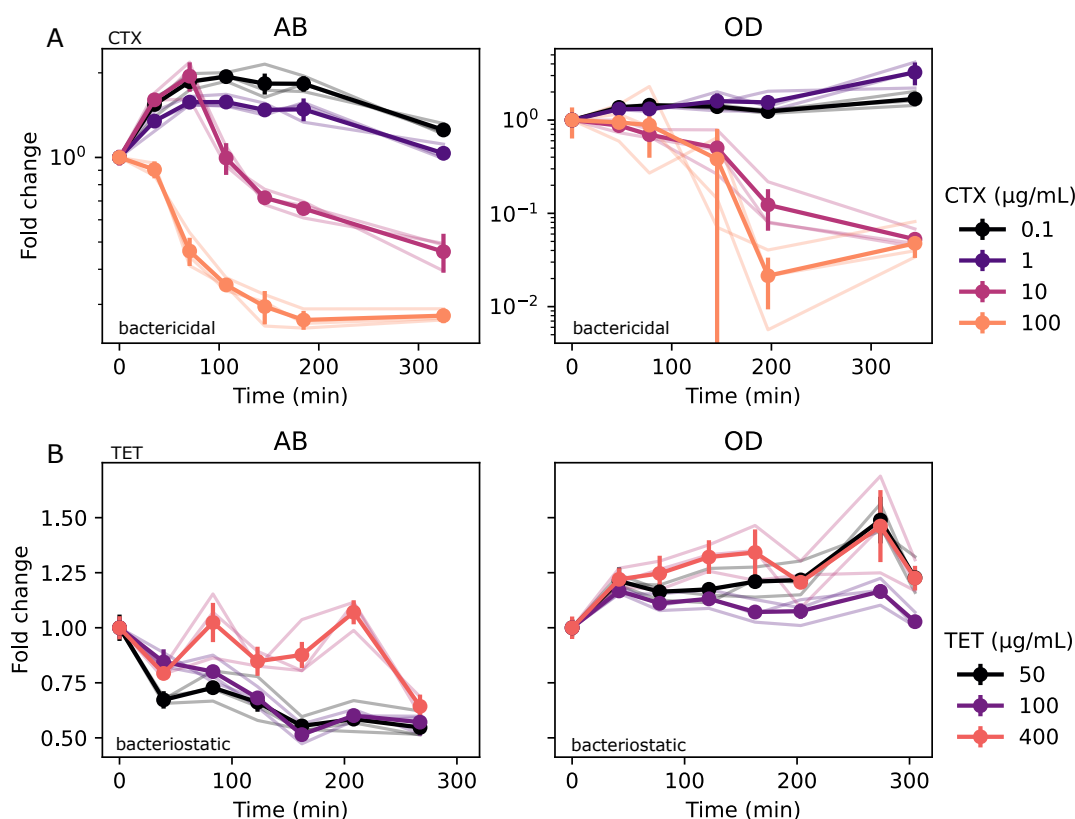 A
CTX
AB
OD
Fold change
10⁰
bactericidal
0 100 200 300
Time (min)
10⁰
10⁻¹
10⁻²
bactericidal
0 100 200 300
Time (min)
CTX (μg/mL)
0.1
1
10
100
B
TET
AB
OD
Fold change
1.50
1.25
1.00
0.75
0.50
bacteriostatic
0 100 200 300
Time (min)
bacteriostatic
0 100 200 300
Time (min)
TET (μg/mL)
50
100
400